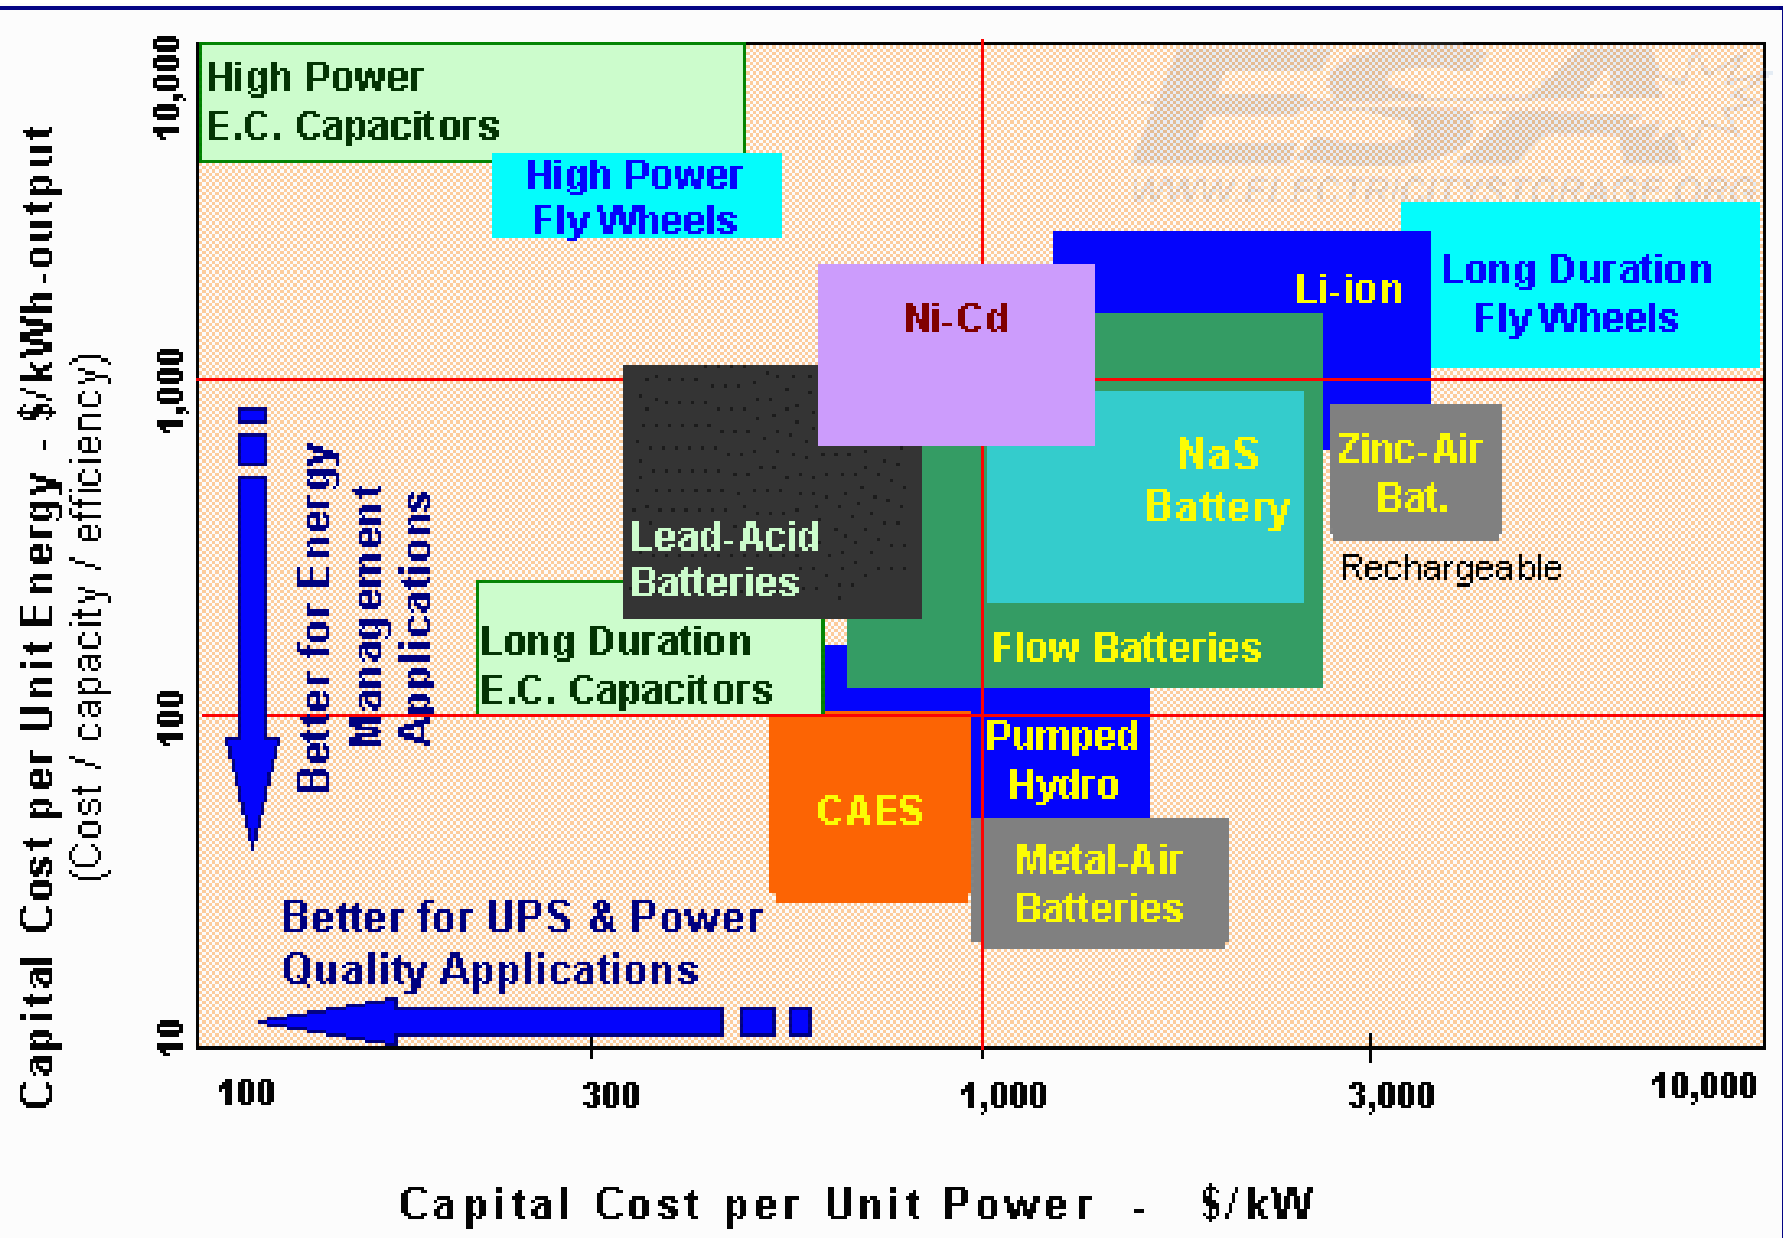 ESA
WWW.ELECTRICITYSTORAGE.ORG
Capital Cost per Unit Energy - $/kWh-output
(Cost / capacity / efficiency)
10,000
1,000
100
10
High Power
E.C. Capacitors
High Power
Fly Wheels
Long Duration
Fly Wheels
Li-ion
Ni-Cd
NaS
Battery
Zinc-Air
Bat.
Rechargeable
Lead-Acid
Batteries
Flow Batteries
Long Duration
E.C. Capacitors
Pumped
Hydro
CAES
Metal-Air
Batteries
Better for Energy
Management
Applications
Better for UPS & Power
Quality Applications
100
300
1,000
3,000
10,000
Capital Cost per Unit Power - $/kW